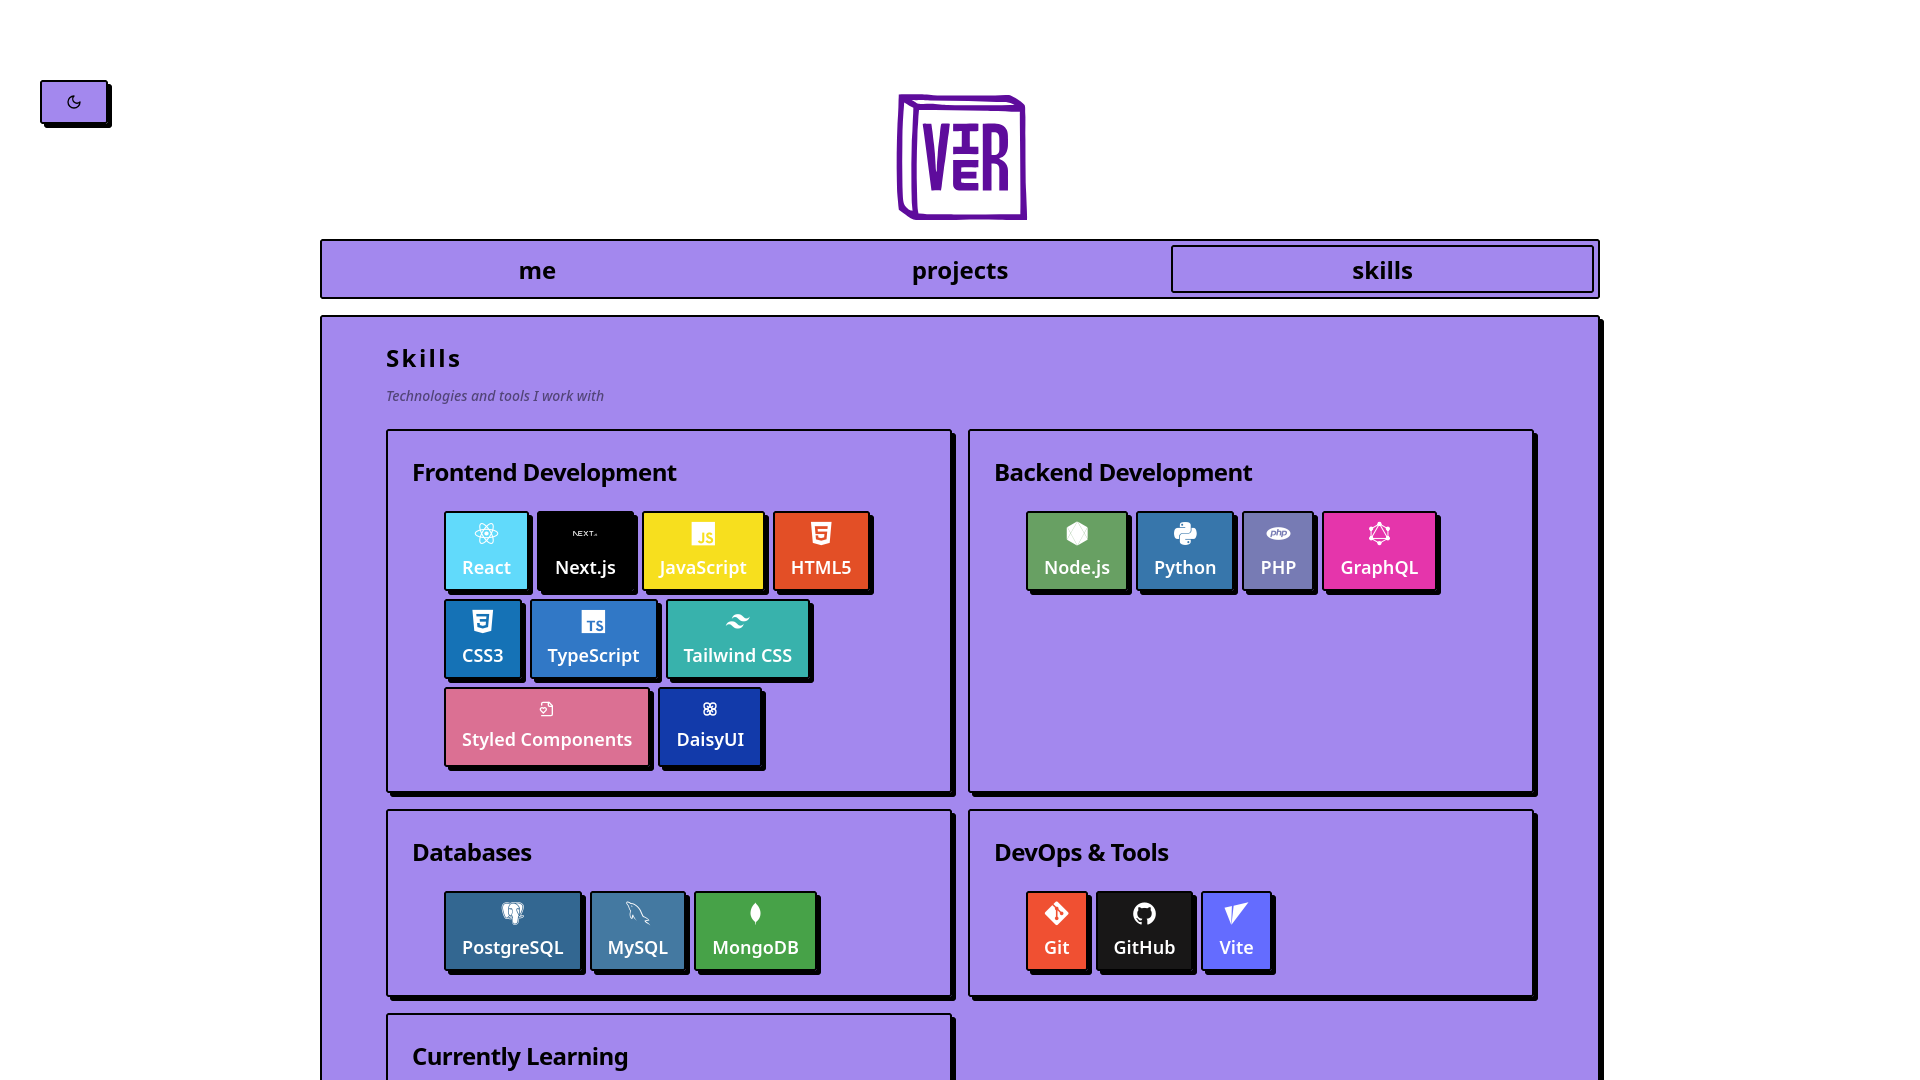 VIER
me
projects
skills
Skills
Technologies and tools I work with
Frontend Development
React
NEXT.js
Next.js
JS
JavaScript
5
HTML5
3
CSS3
TS
TypeScript
Tailwind CSS
Styled Components
DaisyUI
Backend Development
Node.js
Python
php
PHP
GraphQL
Databases
PostgreSQL
MySQL
MongoDB
DevOps & Tools
Git
GitHub
Vite
Currently Learning